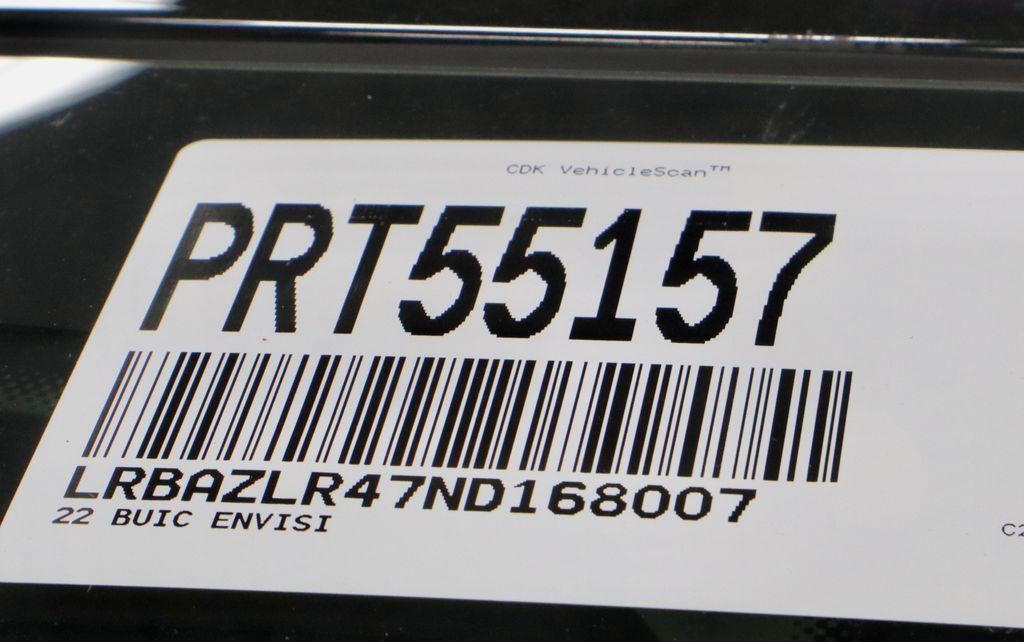 CDK VehicleScan™
PRT55157
LRBAZLR47ND168007
22 BUIC ENVISI